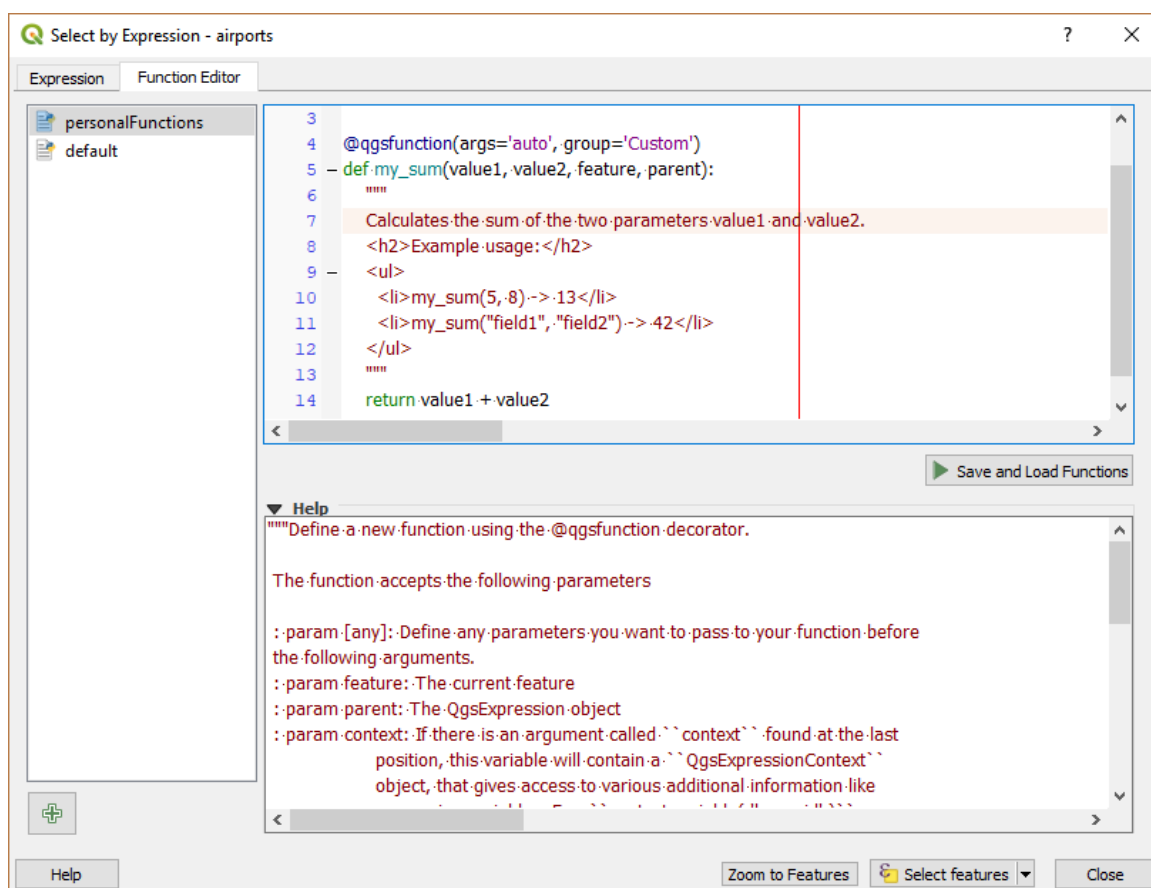 Select by Expression - airports
?
Expression
Function Editor
personalFunctions
default
3
4 @qgsfunction(args='auto', group='Custom')
5 def my_sum(value1, value2, feature, parent):
6 """
7 Calculates the sum of the two parameters value1 and value2.
8 <h2>Example usage:</h2>
9 <ul>
10 <li>my_sum(5, 8) -> 13</li>
11 <li>my_sum("field1", "field2") -> 42</li>
12 </ul>
13 """
14 return value1 + value2
Save and Load Functions
Help
"""Define a new function using the @qgsfunction decorator.
The function accepts the following parameters
: param [any]: Define any parameters you want to pass to your function before
the following arguments.
: param feature: The current feature
: param parent: The QgsExpression object
: param context: If there is an argument called ``context`` found at the last
position, this variable will contain a ``QgsExpressionContext``
object, that gives access to various additional information like
Help
Zoom to Features
Select features
Close